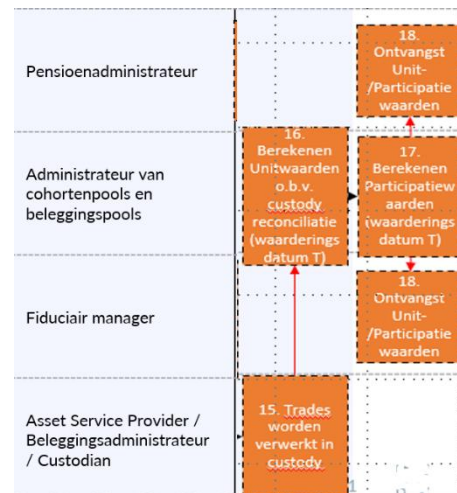 Pensioenadministrateur
18.
Ontvangst
Unit-
/Participatie
waarden
Administrateur van
cohortenpools en
beleggingspools
16.
Berekenen
Unitwaarden
o.b.v.
custody
reconciliatie
(waarderings
datum T)
17.
Berekenen
Participatiew
aarden
(waarderings
datum T)
Fiduciair manager
18.
Ontvangst
Unit-
/Participatie
waarden
Asset Service Provider /
Beleggingsadministrateur
/ Custodian
15. Trades
worden
verwerkt in
custody
1